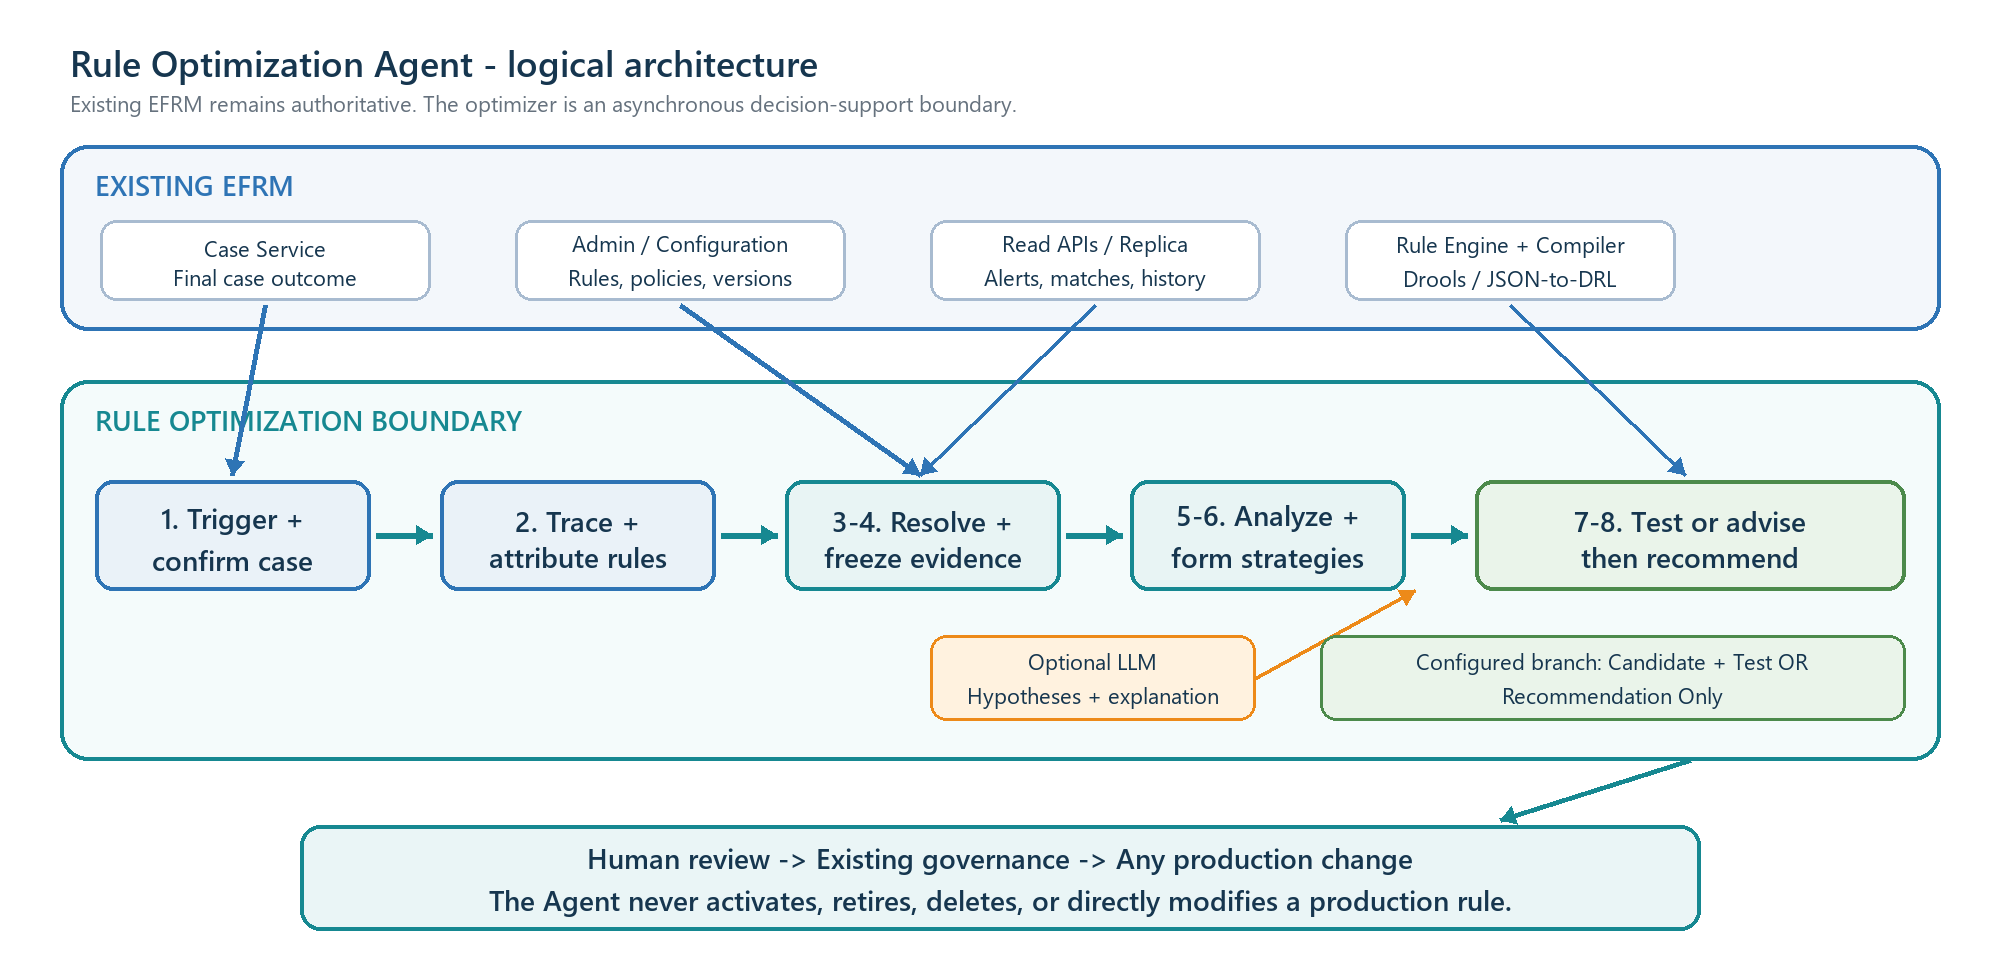 Rule Optimization Agent - logical architecture
Existing EFRM remains authoritative. The optimizer is an asynchronous decision-support boundary.
EXISTING EFRM
Case Service
Final case outcome
Admin / Configuration
Rules, policies, versions
Read APIs / Replica
Alerts, matches, history
Rule Engine + Compiler
Drools / JSON-to-DRL
RULE OPTIMIZATION BOUNDARY
1. Trigger +
confirm case
2. Trace +
attribute rules
3-4. Resolve +
freeze evidence
5-6. Analyze +
form strategies
7-8. Test or advise
then recommend
Optional LLM
Hypotheses + explanation
Configured branch: Candidate + Test OR
Recommendation Only
Human review -> Existing governance -> Any production change
The Agent never activates, retires, deletes, or directly modifies a production rule.